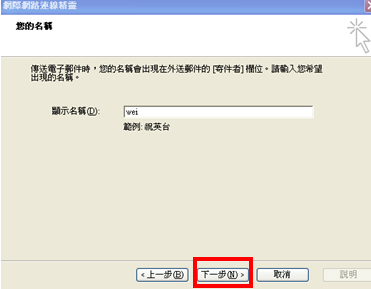 網際網路連線精靈
您的名稱
傳送電子郵件時，您的名稱會出現在外送郵件的 [寄件者] 欄位。請輸入您希望
出現的名稱。
顯示名稱(D): wei
範例: 祝英台
<上一步(B) 下一步(N)> 取消 說明